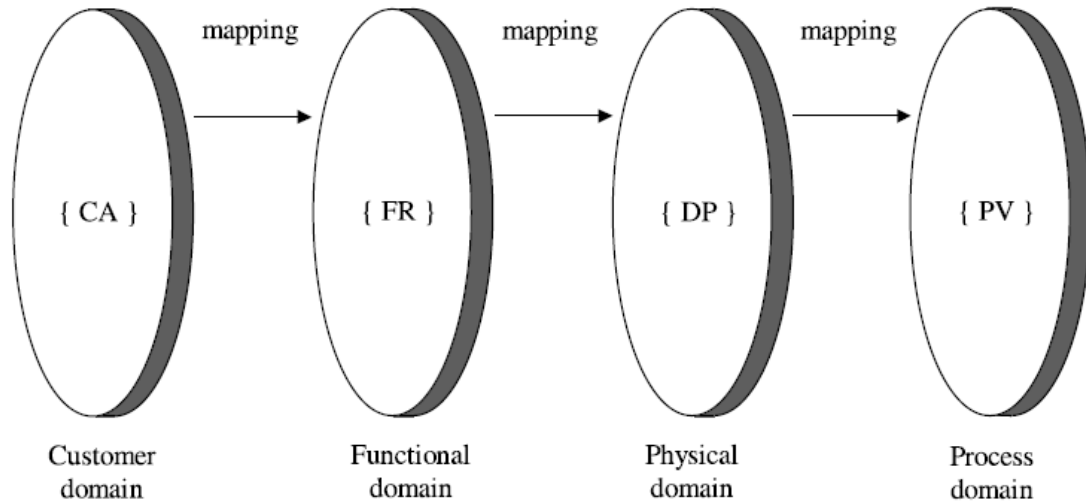 mapping
mapping
mapping
{ CA }
{ FR }
{ DP }
{ PV }
Customer
domain
Functional
domain
Physical
domain
Process
domain